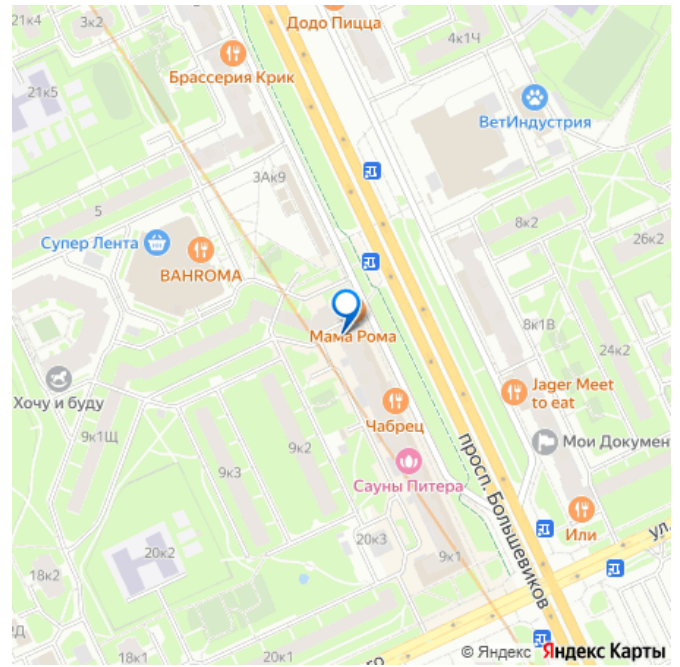 21к4
3к2
Додо Пицца
4к1Ч
Брассерия Крик
21к5
ВетИндустрия
3Ак9
5
8к2
Супер Лента
26к2
BAHROMA
Мама Рома
8к1В
24к2
Хочу и буду
Jager Meet
to eat
Чабрец
9к1Щ
9к2
Мои Докумен
9к3
просп. Большевиков
Сауны Питера
Или
ул.
20к3
20к2
9к1
18к2
18к1
© Яндекс Яндекс Карты